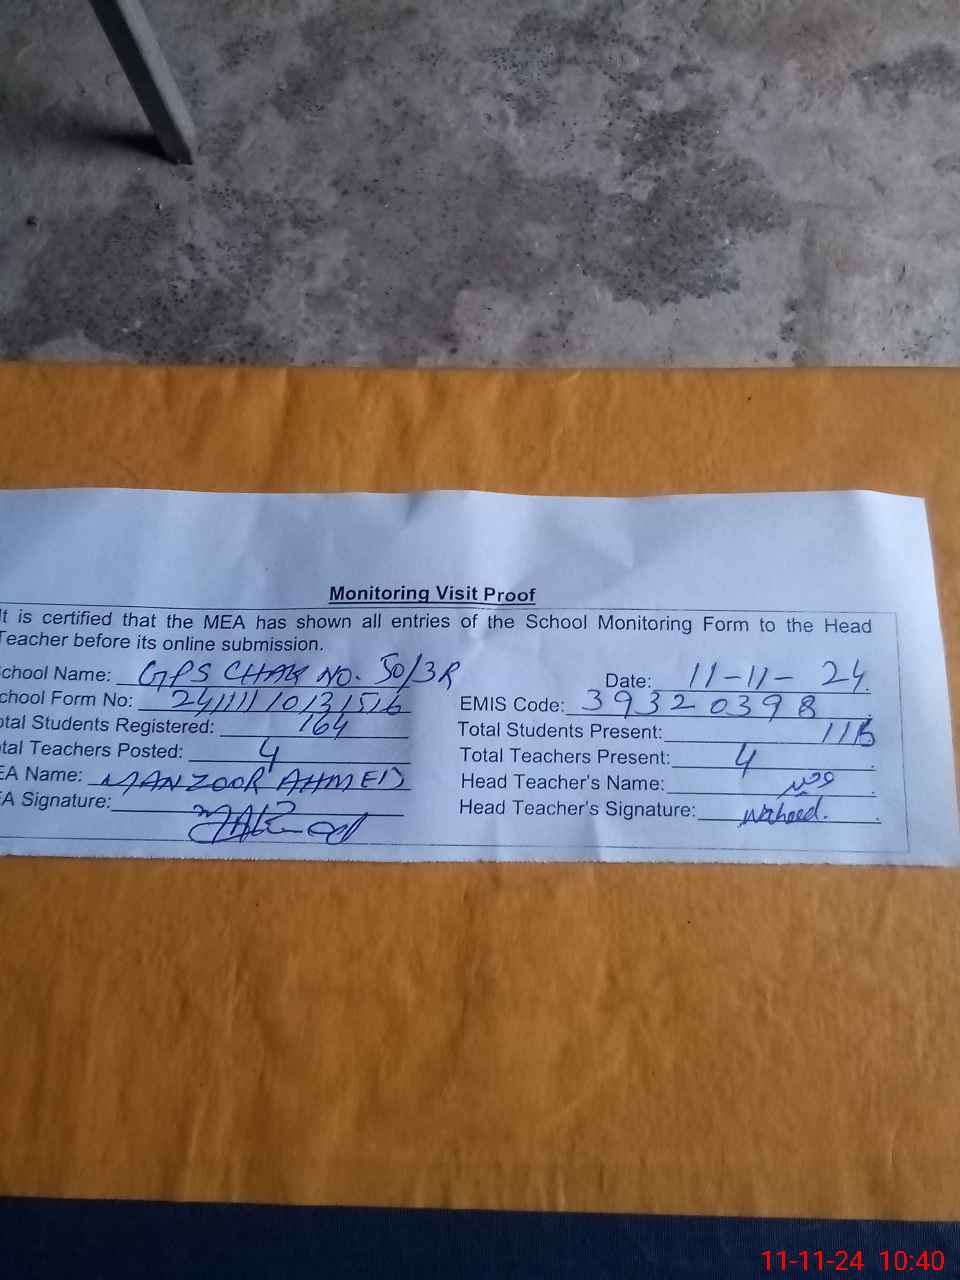 Monitoring Visit Proof
It is certified that the MEA has shown all entries of the School Monitoring Form to the Head
Teacher before its online submission.
chool Name: GPS CHAK NO. 50/3R Date: 11-11-24
chool Form No: EMIS Code: 39320398
otal Students Registered: 164 Total Students Present:
otal Teachers Posted: 4 Total Teachers Present: 4
EA Name: MANZOOR AHMED Head Teacher's Name: وحید
EA Signature: Head Teacher's Signature: Waheed.
11-11-24 10:40